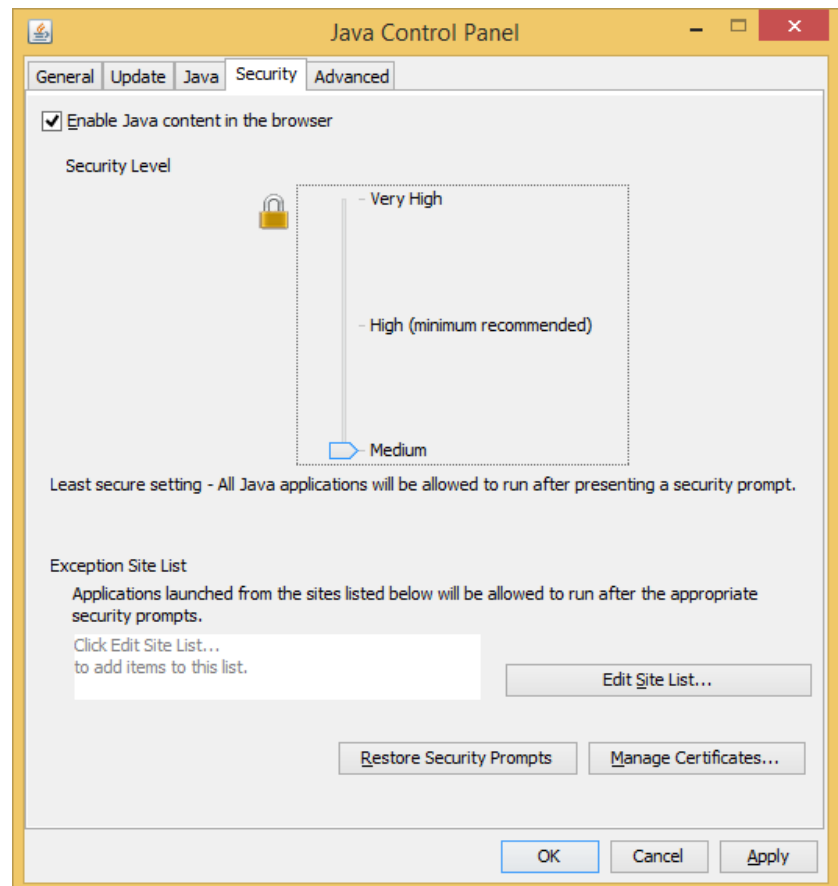 Java Control Panel
General Update Java Security Advanced
Enable Java content in the browser
Security Level
Very High
High (minimum recommended)
Medium
Least secure setting - All Java applications will be allowed to run after presenting a security prompt.
Exception Site List
Applications launched from the sites listed below will be allowed to run after the appropriate
security prompts.
Click Edit Site List...
to add items to this list.
Edit Site List...
Restore Security Prompts Manage Certificates...
OK Cancel Apply